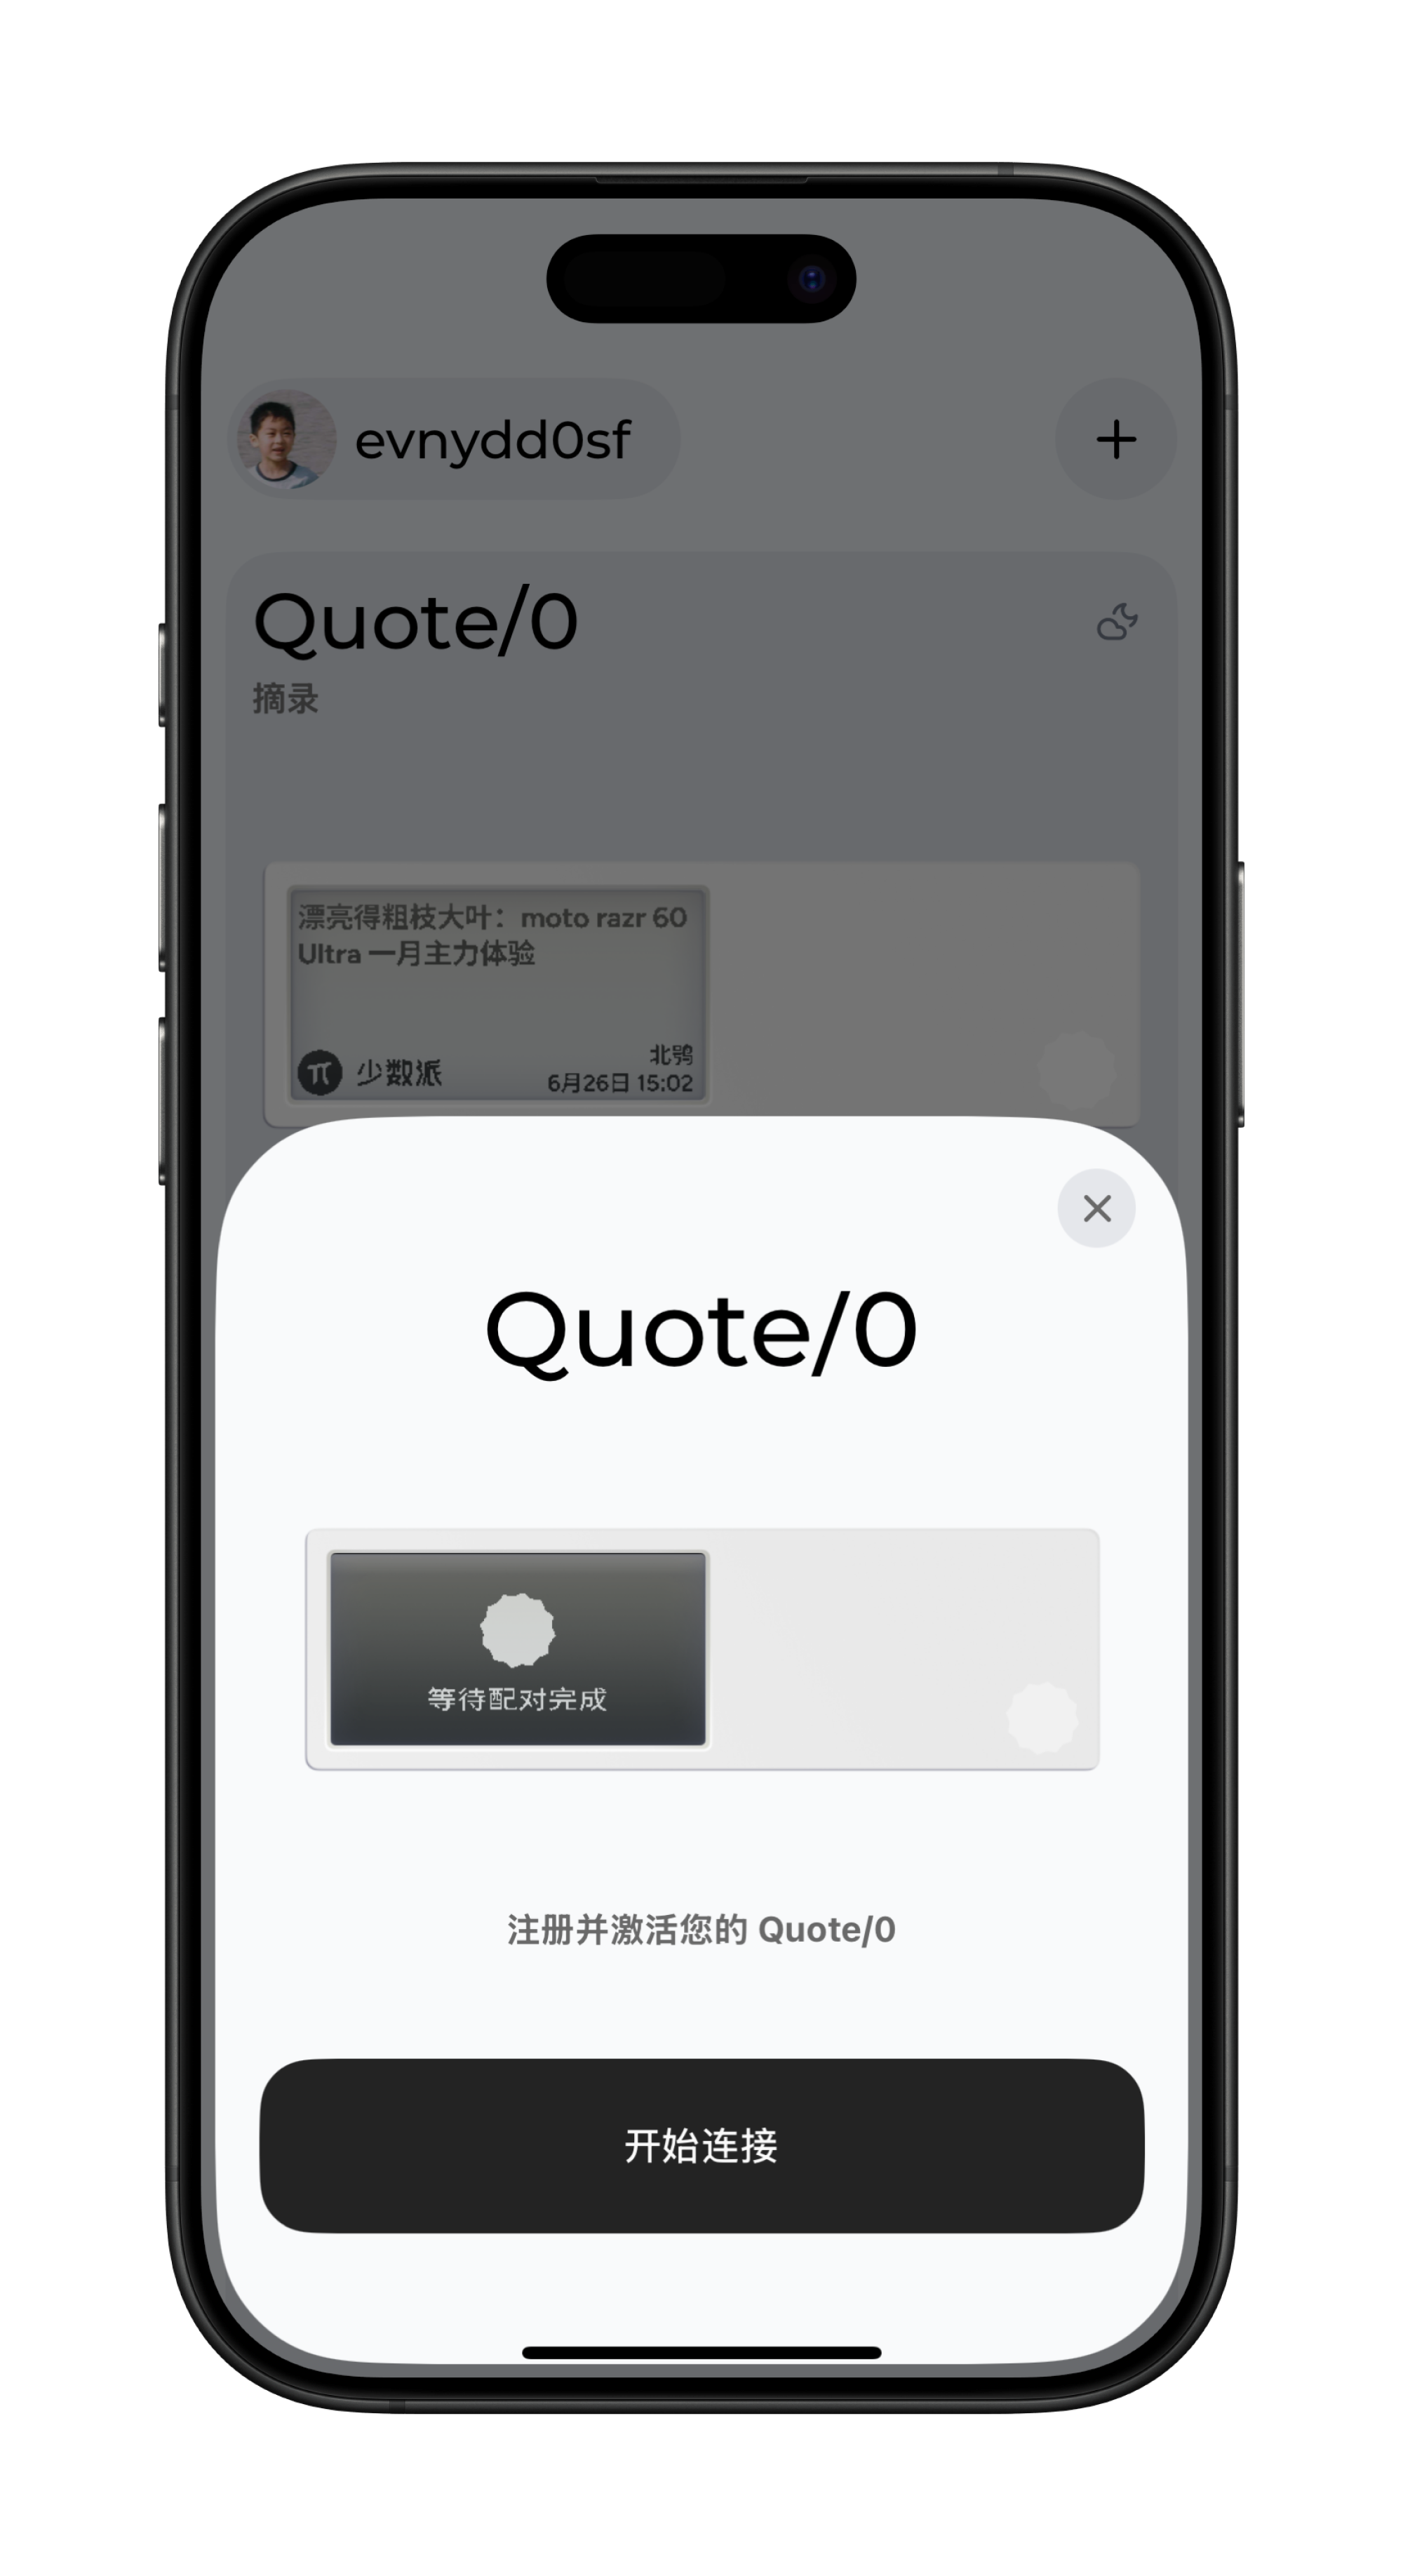 evnydd0sf
Quote/0
摘录
漂亮得粗枝大叶：moto razr 60
Ultra 一月主力体验
少数派
北鸮
6月26日 15:02
Quote/0
等待配对完成
注册并激活您的 Quote/0
开始连接